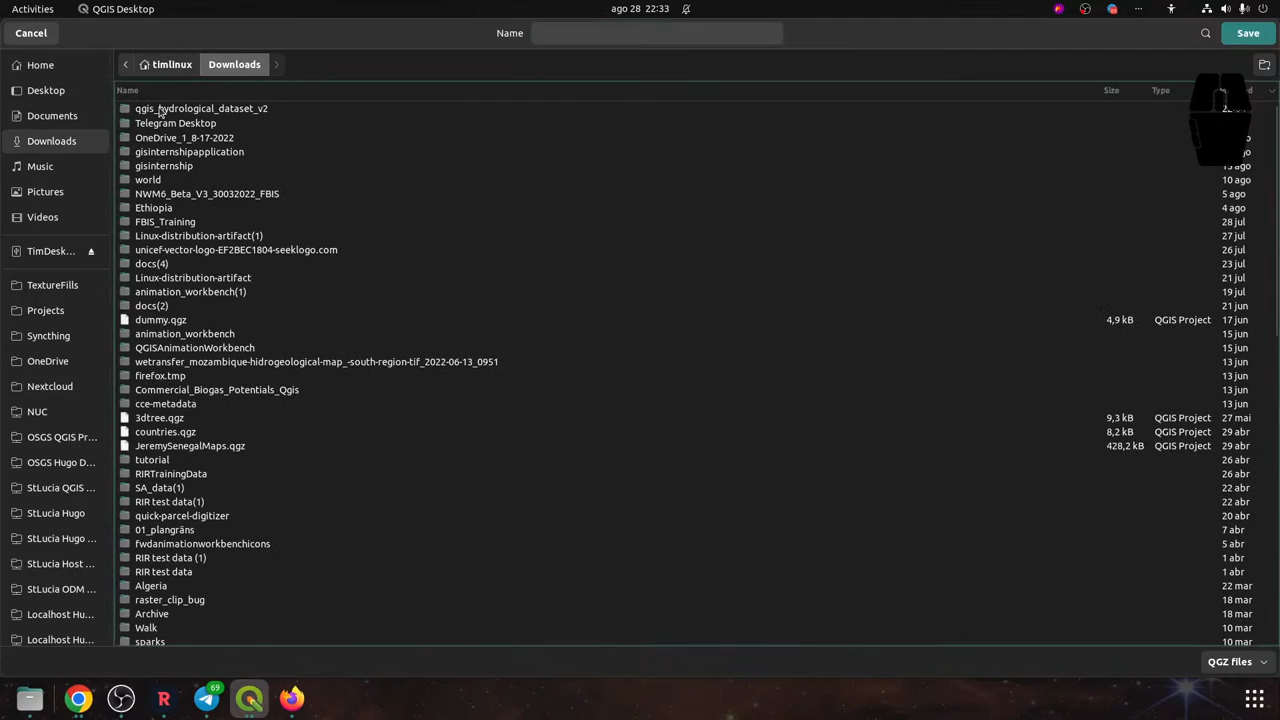 Activities QGIS Desktop ago 28 22:33
Cancel Name Save
timlinux Downloads
Home
Desktop
Documents
Downloads
Music
Pictures
Videos
TimDesk...
TextureFills
Projects
Syncthing
OneDrive
Nextcloud
NUC
OSGS QGIS Pr...
OSGS Hugo D...
StLucia QGIS ...
StLucia Hugo
StLucia Hugo ...
StLucia Host ...
StLucia ODM ...
Localhost Hu...
Localhost Hu...
Name Size Type
qgis_hydrological_dataset_v2
Telegram Desktop
OneDrive_1_8-17-2022
gisinternshipapplication
gisinternship
world 10 ago
NWM6_Beta_V3_30032022_FBIS 5 ago
Ethiopia 4 ago
FBIS_Training 28 jul
Linux-distribution-artifact(1) 27 jul
unicef-vector-logo-EF2BEC1804-seeklogo.com 26 jul
docs(4) 23 jul
Linux-distribution-artifact 21 jul
animation_workbench(1) 19 jul
docs(2) 21 jun
dummy.qgz 4,9 kB QGIS Project 17 jun
animation_workbench 15 jun
QGISAnimationWorkbench 15 jun
wetransfer_mozambique-hidrogeological-map_-south-region-tif_2022-06-13_0951 13 jun
firefox.tmp 13 jun
Commercial_Biogas_Potentials_Qgis 13 jun
cce-metadata 13 jun
3dtree.qgz 9,3 kB QGIS Project 27 mai
countries.qgz 8,2 kB QGIS Project 29 abr
JeremySenegalMaps.qgz 428,2 kB QGIS Project 29 abr
tutorial 26 abr
RIRTrainingData 26 abr
SA_data(1) 22 abr
RIR test data(1) 22 abr
quick-parcel-digitizer 20 abr
01_plangräns 7 abr
fwdanimationworkbenchicons 5 abr
RIR test data (1) 1 abr
RIR test data 1 abr
Algeria 22 mar
raster_clip_bug 18 mar
Archive 18 mar
Walk 10 mar
sparks 10 mar
QGZ files
69